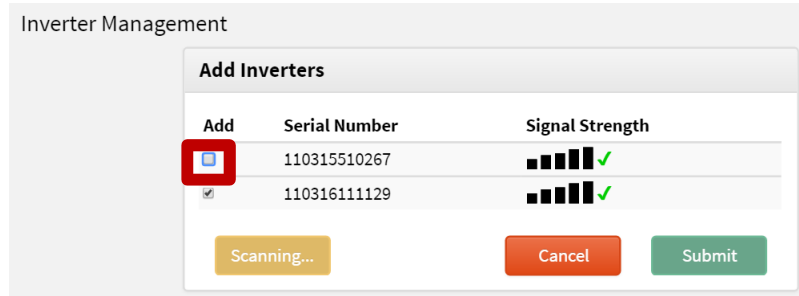 Inverter Management
Add Inverters
Add Serial Number Signal Strength
110315510267
110316111129
Scanning... Cancel Submit